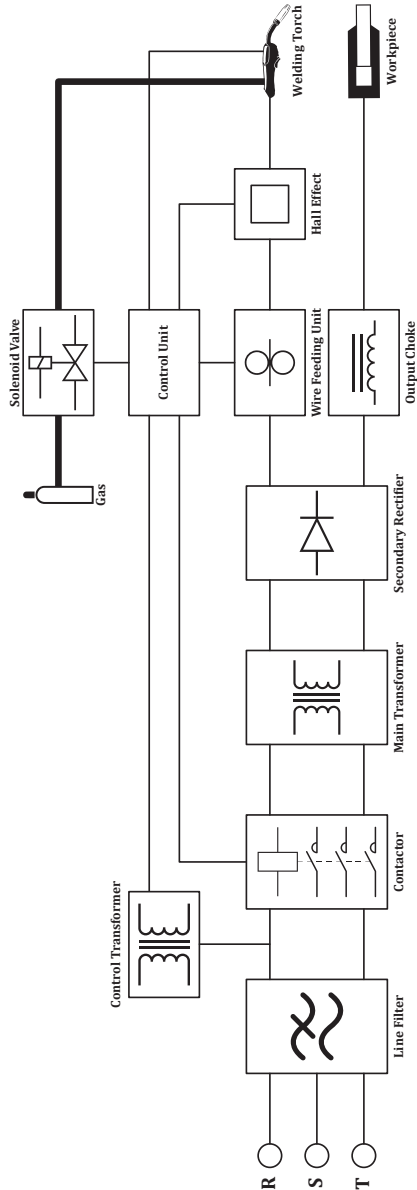 R
S
T
Line Filter
Control Transformer
Contactor
Main Transformer
Secondary Rectifier
Gas
Solenoid Valve
Control Unit
Wire Feeding Unit
Output Choke
Hall Effect
Welding Torch
Workpiece